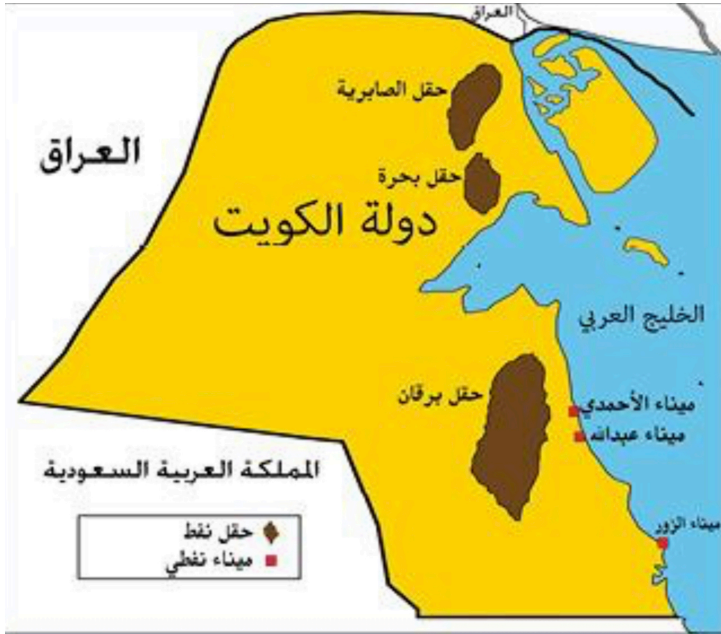 العراق
حقل الصابرية
العراق
حقل بحرة
دولة الكويت
الخليج العربي
حقل برقان
ميناء الأحمدي
ميناء عبدالله
المملكة العربية السعودية
ميناء الزور
حقل نفط
ميناء نفطي